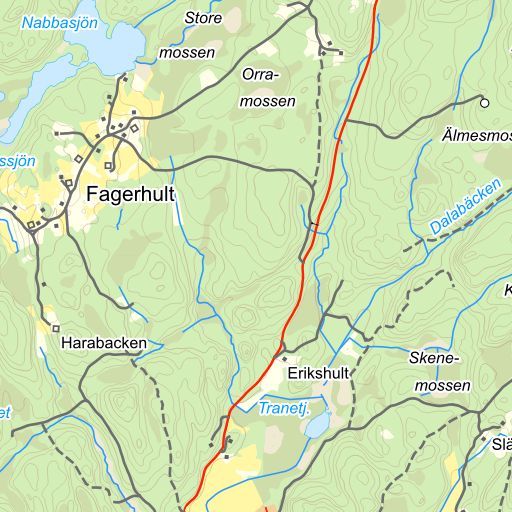 Nabbasjön
Store
mossen
Orra-
mossen
Älmesmos
ssjön
Fagerhult
Dalabäcken
K
Harabacken
Skene-
mossen
Erikshult
Tranetj.
et
Slä